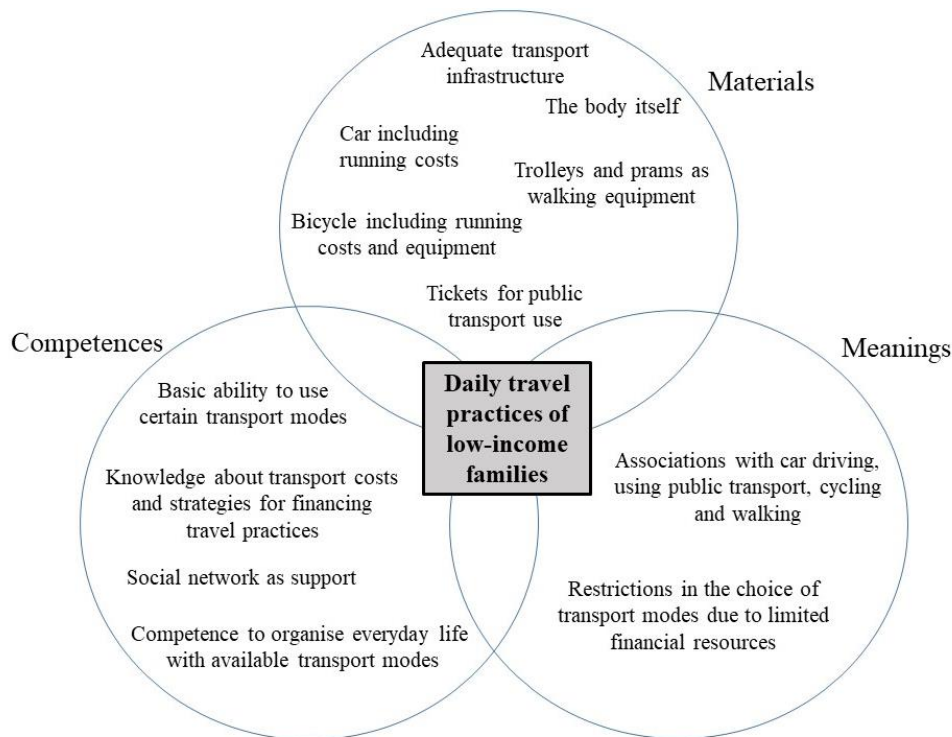 Adequate transport
infrastructure
Materials
The body itself
Car including
running costs
Trolleys and prams as
walking equipment
Bicycle including running
costs and equipment
Tickets for public
transport use
Competences
Meanings
Basic ability to use
certain transport modes
Knowledge about transport costs
and strategies for financing
travel practices
Social network as support
Competence to organise everyday life
with available transport modes
Daily travel
practices of
low-income
families
Associations with car driving,
using public transport, cycling
and walking
Restrictions in the choice of
transport modes due to limited
financial resources